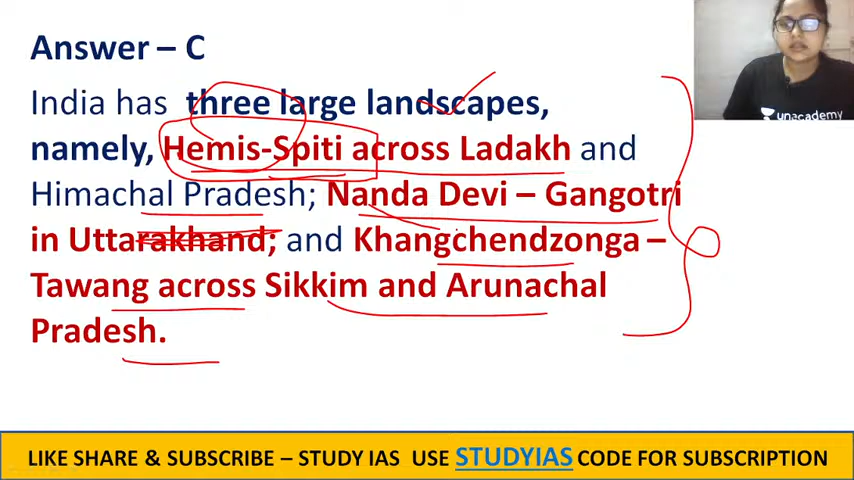 Answer – C
India has three large landscapes,
namely, Hemis-Spiti across Ladakh and
Himachal Pradesh; Nanda Devi – Gangotri
in Uttarakhand; and Khangchendzonga –
Tawang across Sikkim and Arunachal
Pradesh.
unacademy
LIKE SHARE & SUBSCRIBE – STUDY IAS USE STUDYIAS CODE FOR SUBSCRIPTION